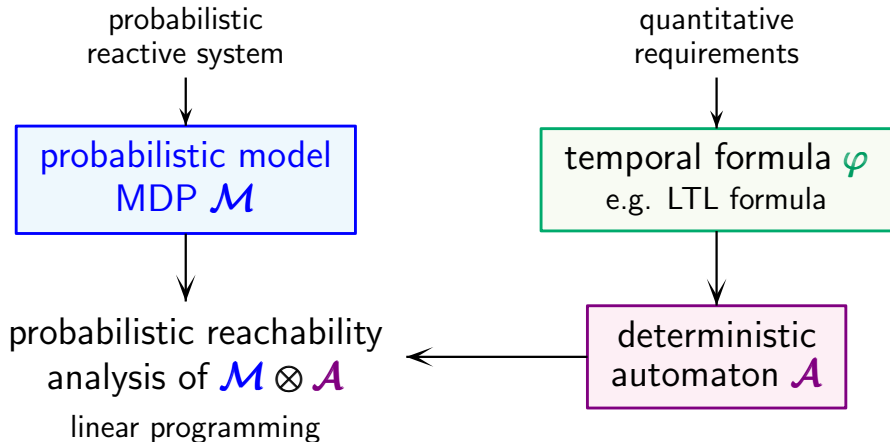 probabilistic
reactive system
probabilistic model
MDP 𝓜
probabilistic reachability
analysis of 𝓜 ⊗ 𝓐
linear programming
quantitative
requirements
temporal formula φ
e.g. LTL formula
deterministic
automaton 𝓐